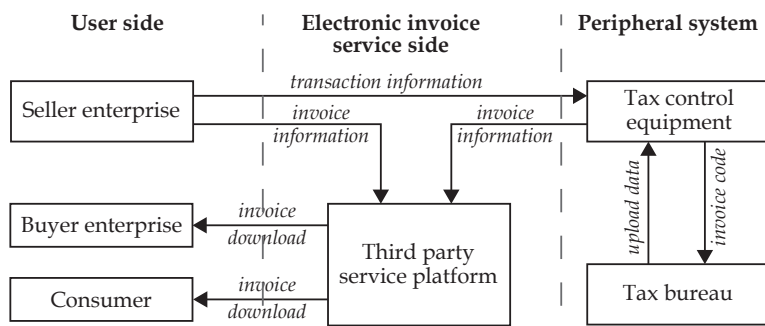 User side
Electronic invoice
service side
Peripheral system
transaction information
Seller enterprise
invoice
information
invoice
information
Tax control
equipment
upload data
invoice code
Buyer enterprise
invoice
download
Third party
service platform
Consumer
invoice
download
Tax bureau